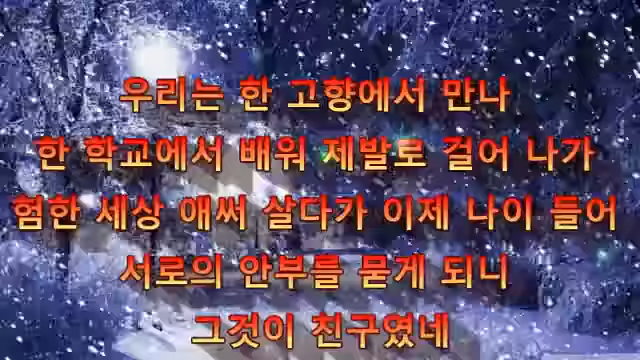 우리는 한 고향에서 만나
한 학교에서 배워 제발로 걸어 나가
험한 세상 애써 살다가 이제 나이 들어
서로의 안부를 묻게 되니
그것이 친구였네